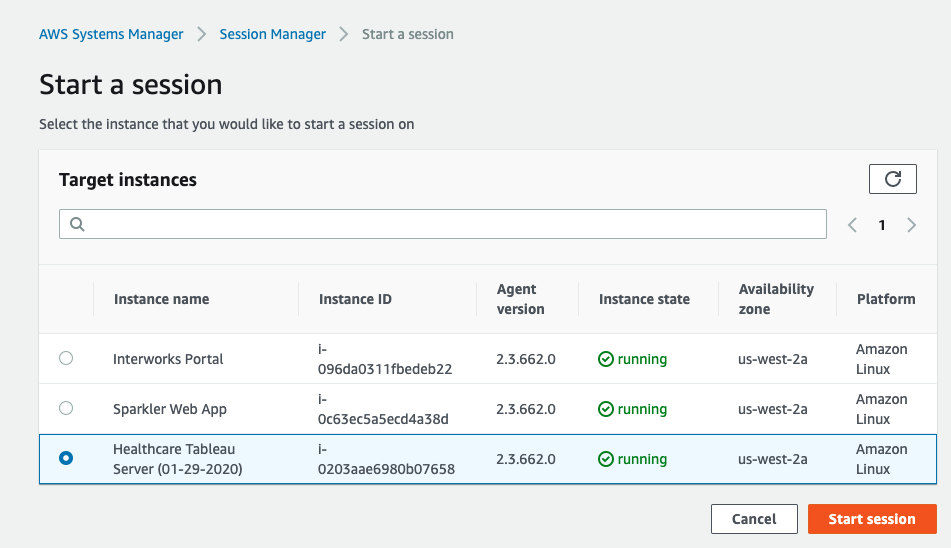 AWS Systems Manager > Session Manager > Start a session
Start a session
Select the instance that you would like to start a session on
Target instances
1
Instance name Instance ID Agent version Instance state Availability zone Platform
Interworks Portal i-096da0311fbedeb22 2.3.662.0 running us-west-2a Amazon Linux
Sparkler Web App i-0c63ec5a5ecd4a38d 2.3.662.0 running us-west-2a Amazon Linux
Healthcare Tableau Server (01-29-2020) i-0203aae6980b07658 2.3.662.0 running us-west-2a Amazon Linux
Cancel Start session